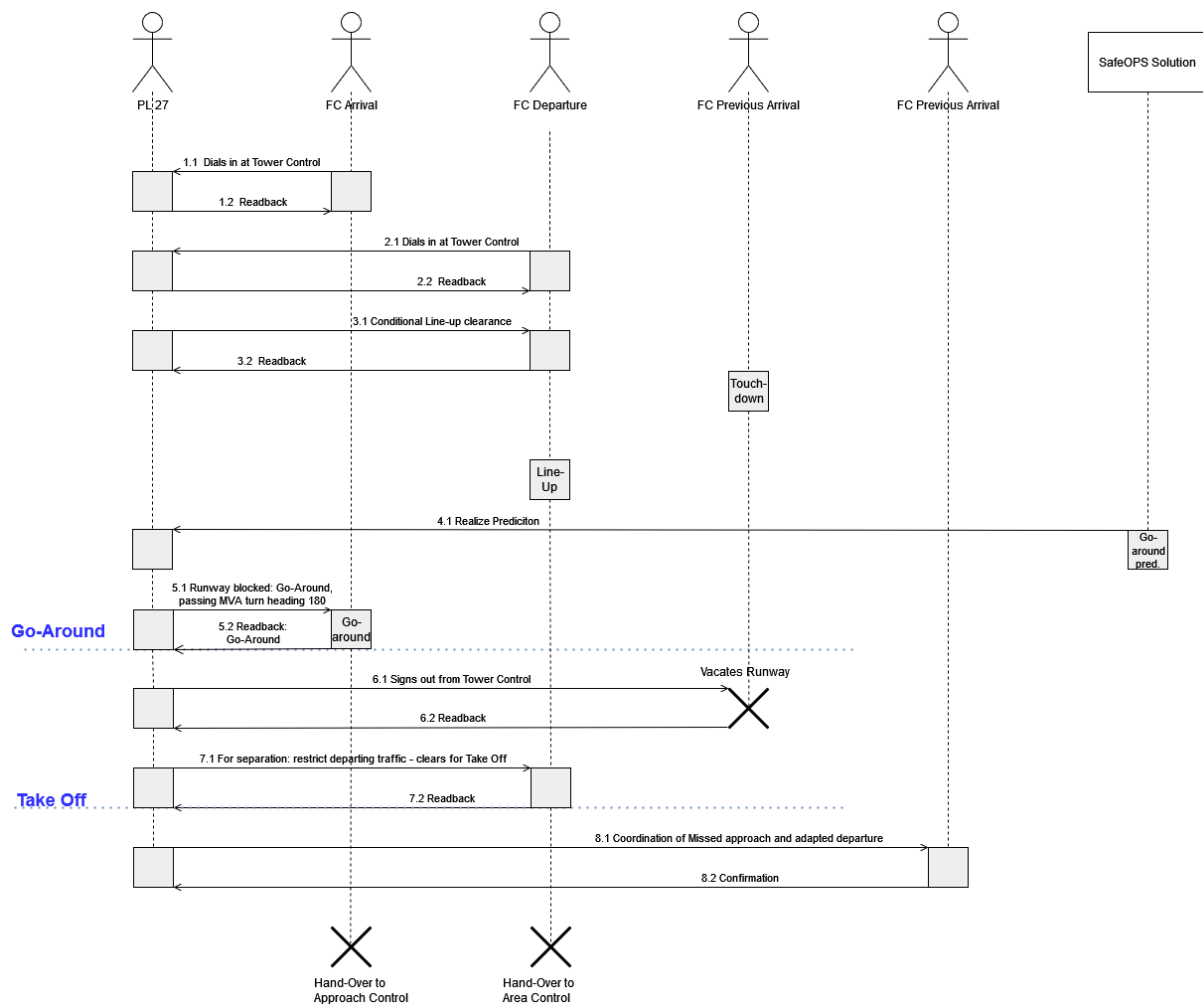 SafeOPS Solution
PL 27
FC Arrival
FC Departure
FC Previous Arrival
FC Previous Arrival
1.1 Dials in at Tower Control
1.2 Readback
2.1 Dials in at Tower Control
2.2 Readback
3.1 Conditional Line-up clearance
3.2 Readback
Touch-
down
Line-
Up
4.1 Realize Prediciton
Go-
around
pred.
5.1 Runway blocked: Go-Around,
passing MVA turn heading 180
Go-
around
5.2 Readback:
Go-Around
Go-Around
Vacates Runway
6.1 Signs out from Tower Control
6.2 Readback
7.1 For separation: restrict departing traffic - clears for Take Off
7.2 Readback
Take Off
8.1 Coordination of Missed approach and adapted departure
8.2 Confirmation
Hand-Over to
Approach Control
Hand-Over to
Area Control